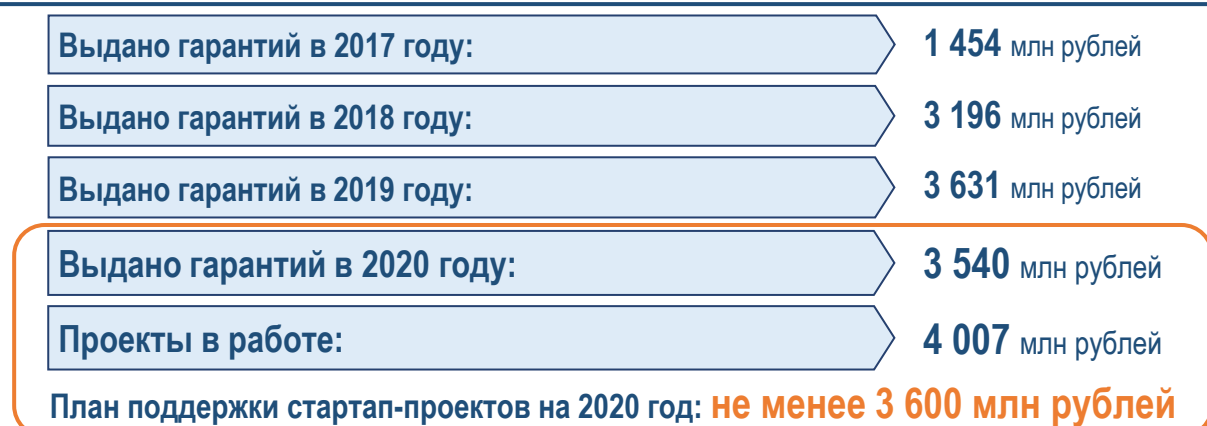 Выдано гарантий в 2017 году: 1 454 млн рублей
Выдано гарантий в 2018 году: 3 196 млн рублей
Выдано гарантий в 2019 году: 3 631 млн рублей
Выдано гарантий в 2020 году: 3 540 млн рублей
Проекты в работе: 4 007 млн рублей
План поддержки стартап-проектов на 2020 год: не менее 3 600 млн рублей